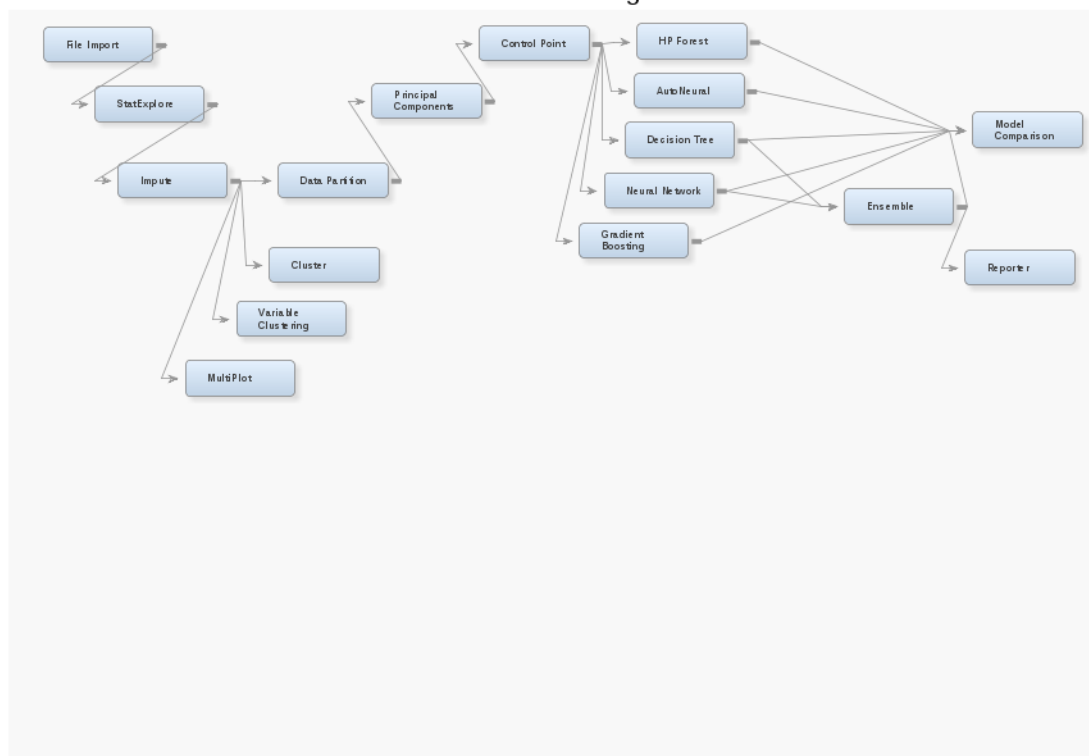 File Import
StatExplore
Impute
Data Partition
Cluster
Variable
Clustering
MultiPlot
Principal
Components
Control Point
HP Forest
AutoNeural
Decision Tree
Neural Network
Gradient
Boosting
Ensemble
Model
Comparison
Reporter